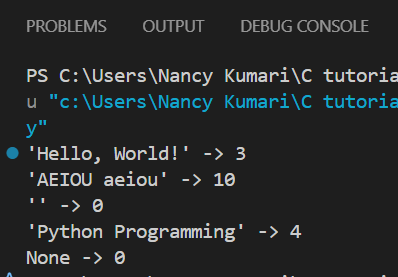 PROBLEMS OUTPUT DEBUG CONSOLE
PS C:\Users\Nancy Kumari\C tutoria
u "c:\Users\Nancy Kumari\C tutoria
y"
'Hello, World!' -> 3
'AEIOU aeiou' -> 10
'' -> 0
'Python Programming' -> 4
None -> 0